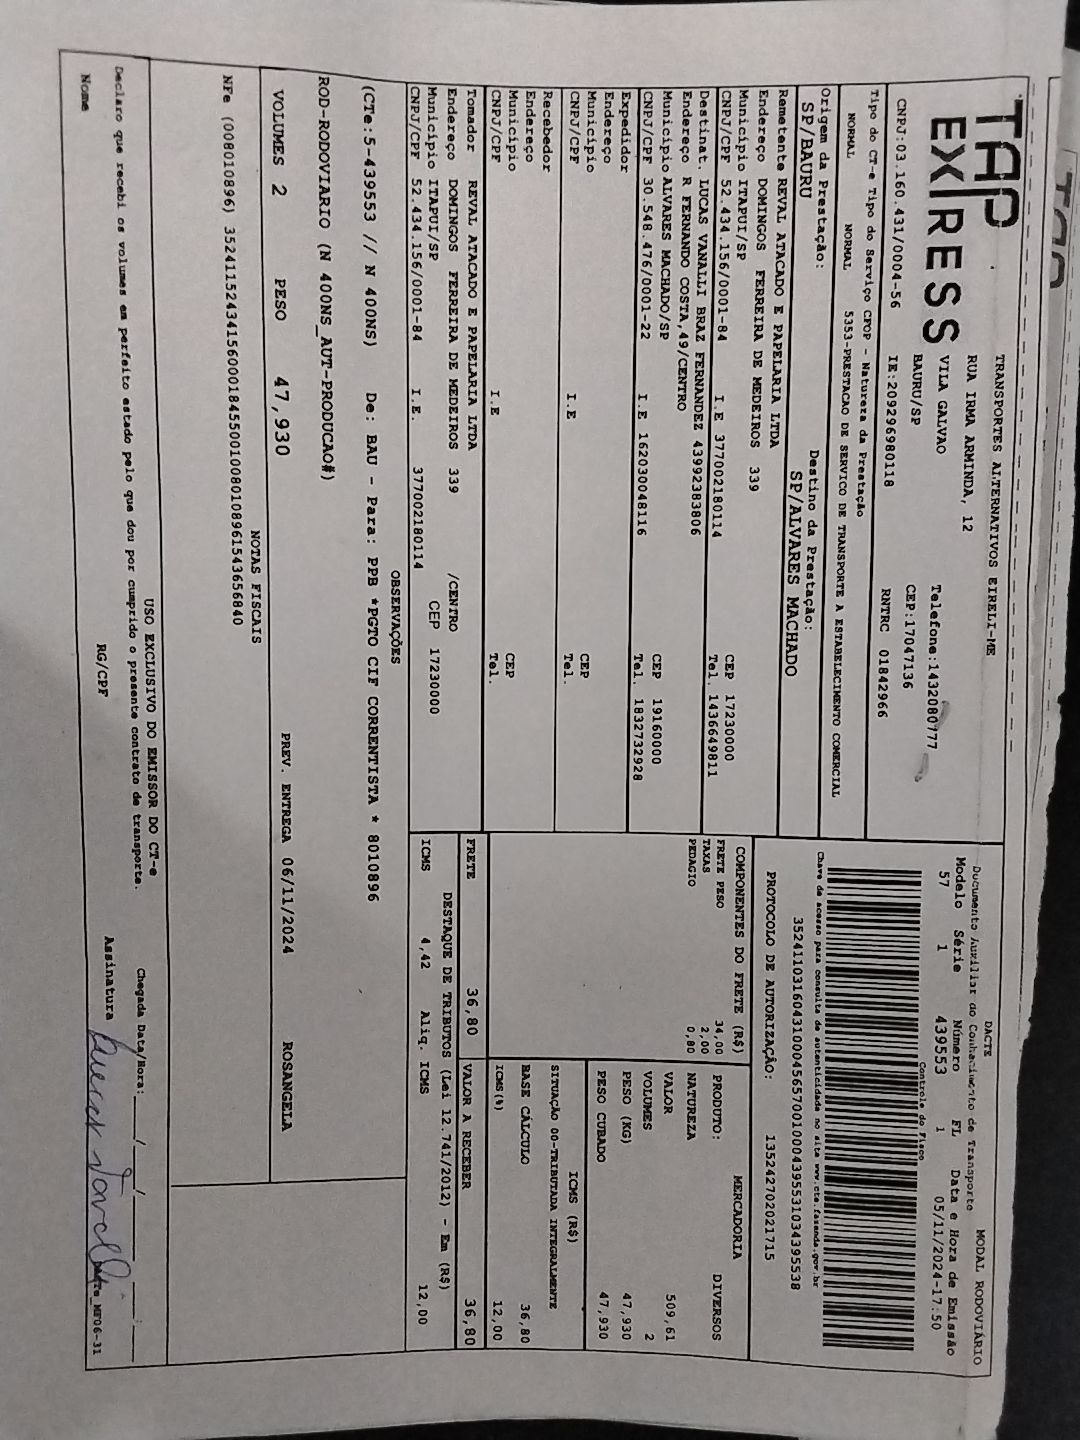 TAP EXPRESS
TRANSPORTES ALTERNATIVOS EIRELI-ME
RUA IRMA ARMINDA, 12
VILA GALVAO
BAURU/SP
Telefone:1432080777
CEP:17047136
CNPJ:03.160.431/0004-56 IE:209296980118 RNTRC 01842966
Tipo do CT-e Tipo do Serviço CFOP - Natureza da Prestação
NORMAL NORMAL 5353-PRESTACAO DE SERVICO DE TRANSPORTE A ESTABELECIMENTO COMERCIAL
Origem da Prestação: Destino da Prestação:
SP/BAURU SP/ALVARES MACHADO
Remetente REVAL ATACADO E PAPELARIA LTDA
Endereço DOMINGOS FERREIRA DE MEDEIROS 339
Município ITAPUI/SP CEP 17230000
CNPJ/CPF 52.434.156/0001-84 I.E 377002180114 Tel. 1436649811
Destinat. LUCAS VANALLI BRAZ FERNANDEZ 43992383806
Endereço R FERNANDO COSTA,49/CENTRO
Município ALVARES MACHADO/SP CEP 19160000
CNPJ/CPF 30.548.476/0001-22 I.E 162030048116 Tel. 1832732928
Expedidor
Endereço
Município CEP
CNPJ/CPF I.E Tel.
Recebedor
Endereço
Município CEP
CNPJ/CPF I.E Tel.
Tomador REVAL ATACADO E PAPELARIA LTDA
Endereço DOMINGOS FERREIRA DE MEDEIROS 339 /CENTRO
Município ITAPUI/SP CEP 17230000
CNPJ/CPF 52.434.156/0001-84 I.E. 377002180114
DACTE MODAL RODOVIÁRIO
Documento Auxiliar do Conhecimento de Transporte
Modelo Série Número FL Data e Hora de Emissão
57 1 439553 1 05/11/2024-17:50
Controle do Fisco
Chave de acesso para consulta de autenticidade no site www.cte.fazenda.gov.br
35241103160431000456570010004395531034395538
PROTOCOLO DE AUTORIZAÇÃO: 135242702021715
COMPONENTES DO FRETE (R$)
FRETE PESO 34,00
TAXAS 2,00
PEDAGIO 0,80
MERCADORIA
PRODUTO: DIVERSOS
NATUREZA
VALOR 509,61
VOLUMES 2
PESO (KG) 47,930
PESO CUBADO 47,930
ICMS (R$)
SITUAÇÃO 00-TRIBUTADA INTEGRALMENTE
BASE CÁLCULO 36,80
ICMS(%) 12,00
FRETE 36,80 VALOR A RECEBER 36,80
DESTAQUE DE TRIBUTOS (Lei 12.741/2012) - Em (R$)
ICMS 4,42 Aliq. ICMS 12,00
OBSERVAÇÕES
(CTe:5-439553 // N 400NS) De: BAU - Para: PPB *PGTO CIF CORRENTISTA * 8010896
ROD-RODOVIARIO (N 400NS_AUT-PRODUCAO#)
VOLUMES 2 PESO 47,930 PREV. ENTREGA 06/11/2024 ROSANGELA
NOTAS FISCAIS
NFe (008010896) 35241152434156000184550010080108961543656840
USO EXCLUSIVO DO EMISSOR DO CT-e
Declaro que recebi os volumes em perfeito estado pelo que dou por cumprido o presente contrato de transporte. Chegada Data/Hora:____/____/____ ____:____
Nome RG/CPF Assinatura